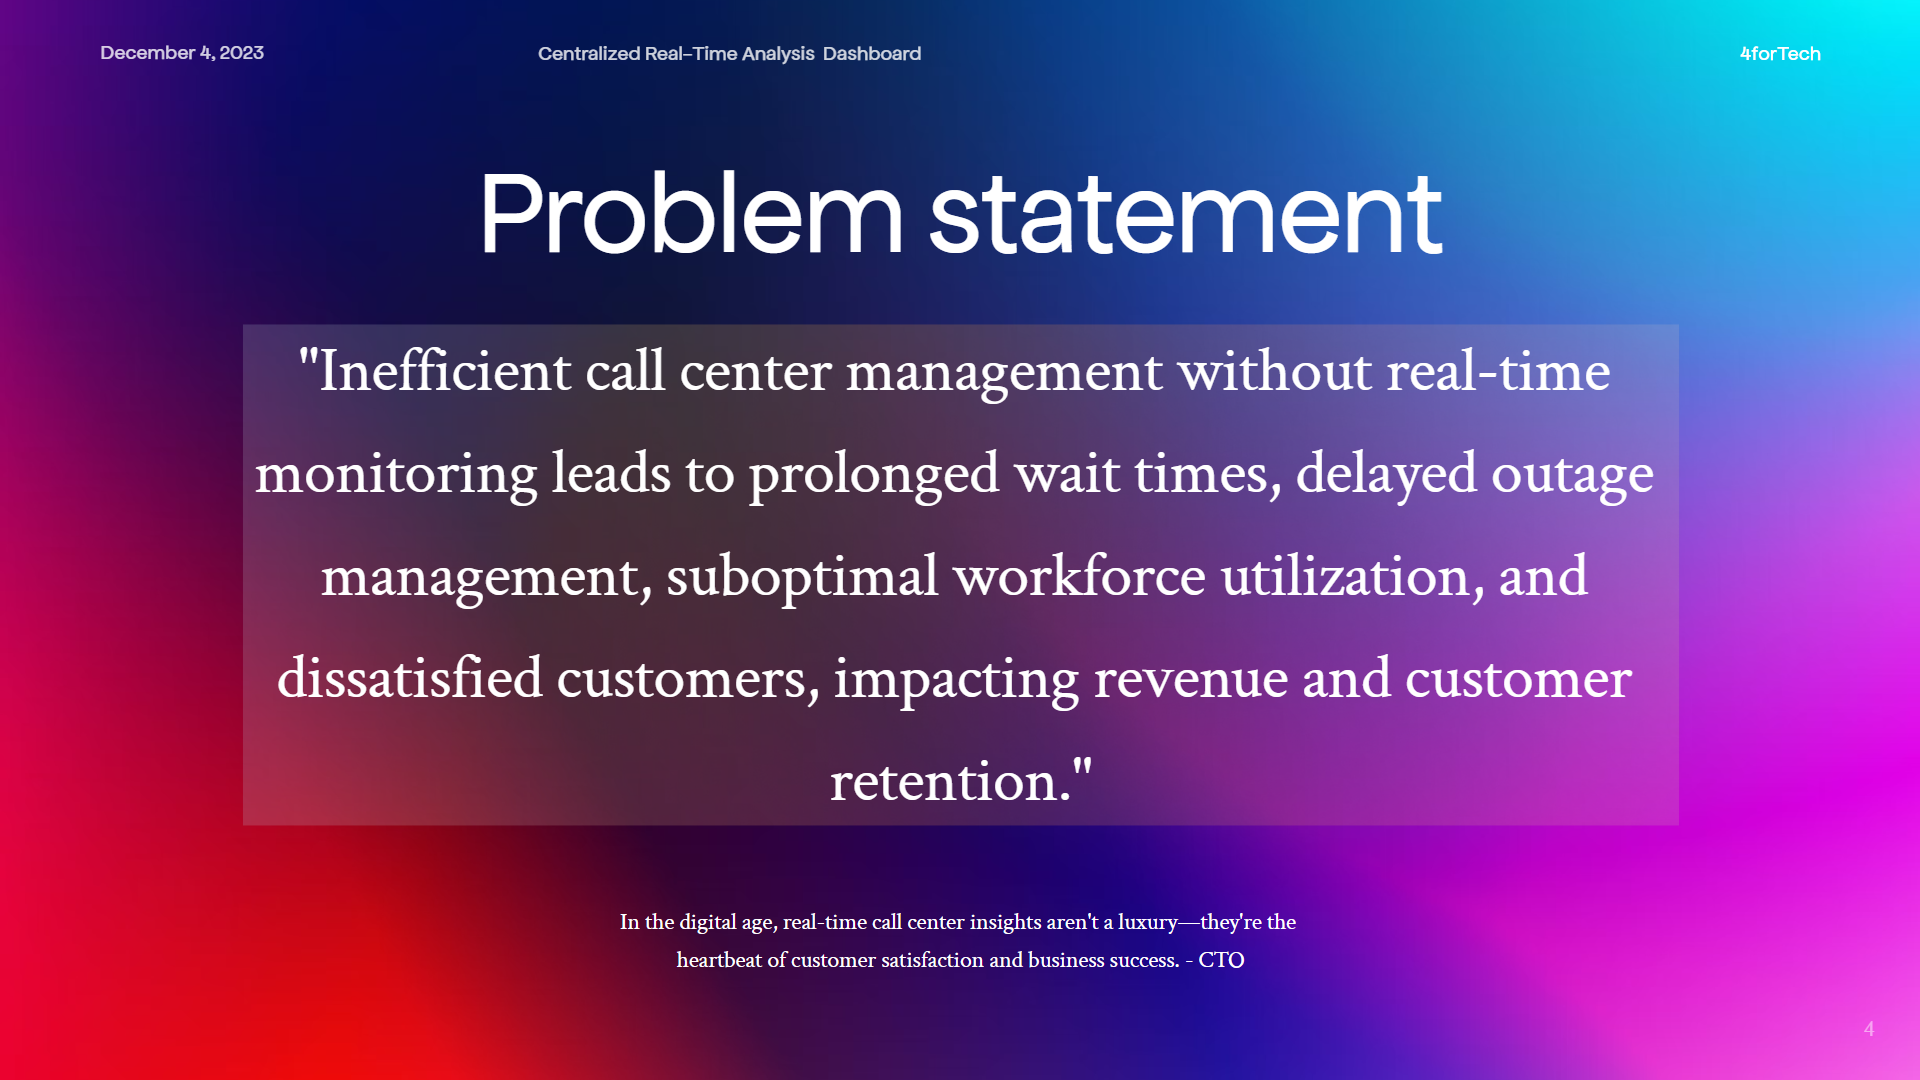 December 4, 2023
Centralized Real-Time Analysis Dashboard
4forTech
Problem statement
"Inefficient call center management without real-time
monitoring leads to prolonged wait times, delayed outage
management, suboptimal workforce utilization, and
dissatisfied customers, impacting revenue and customer
retention."
In the digital age, real-time call center insights aren't a luxury—they're the
heartbeat of customer satisfaction and business success. - CTO
4